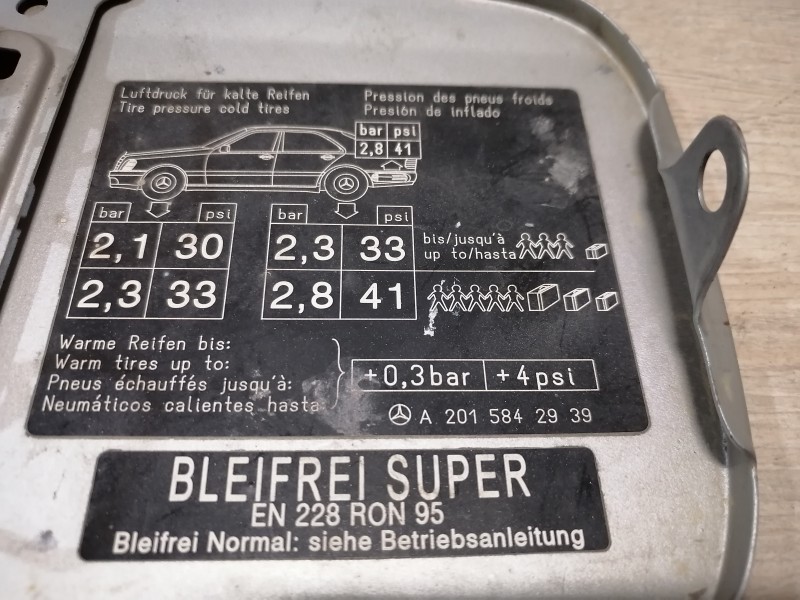 Luftdruck für kalte Reifen
Tire pressure cold tires
Pression des pneus froids
Presión de inflado
bar psi
2,8 41
bar psi bar psi
2,1 30 2,3 33
bis/jusqu'à
up to/hasta
2,3 33 2,8 41
Warme Reifen bis:
Warm tires up to:
Pneus échauffés jusqu'à:
Neumáticos calientes hasta
+0,3 bar +4 psi
A 201 584 29 39
BLEIFREI SUPER
EN 228 RON 95
Bleifrei Normal: siehe Betriebsanleitung